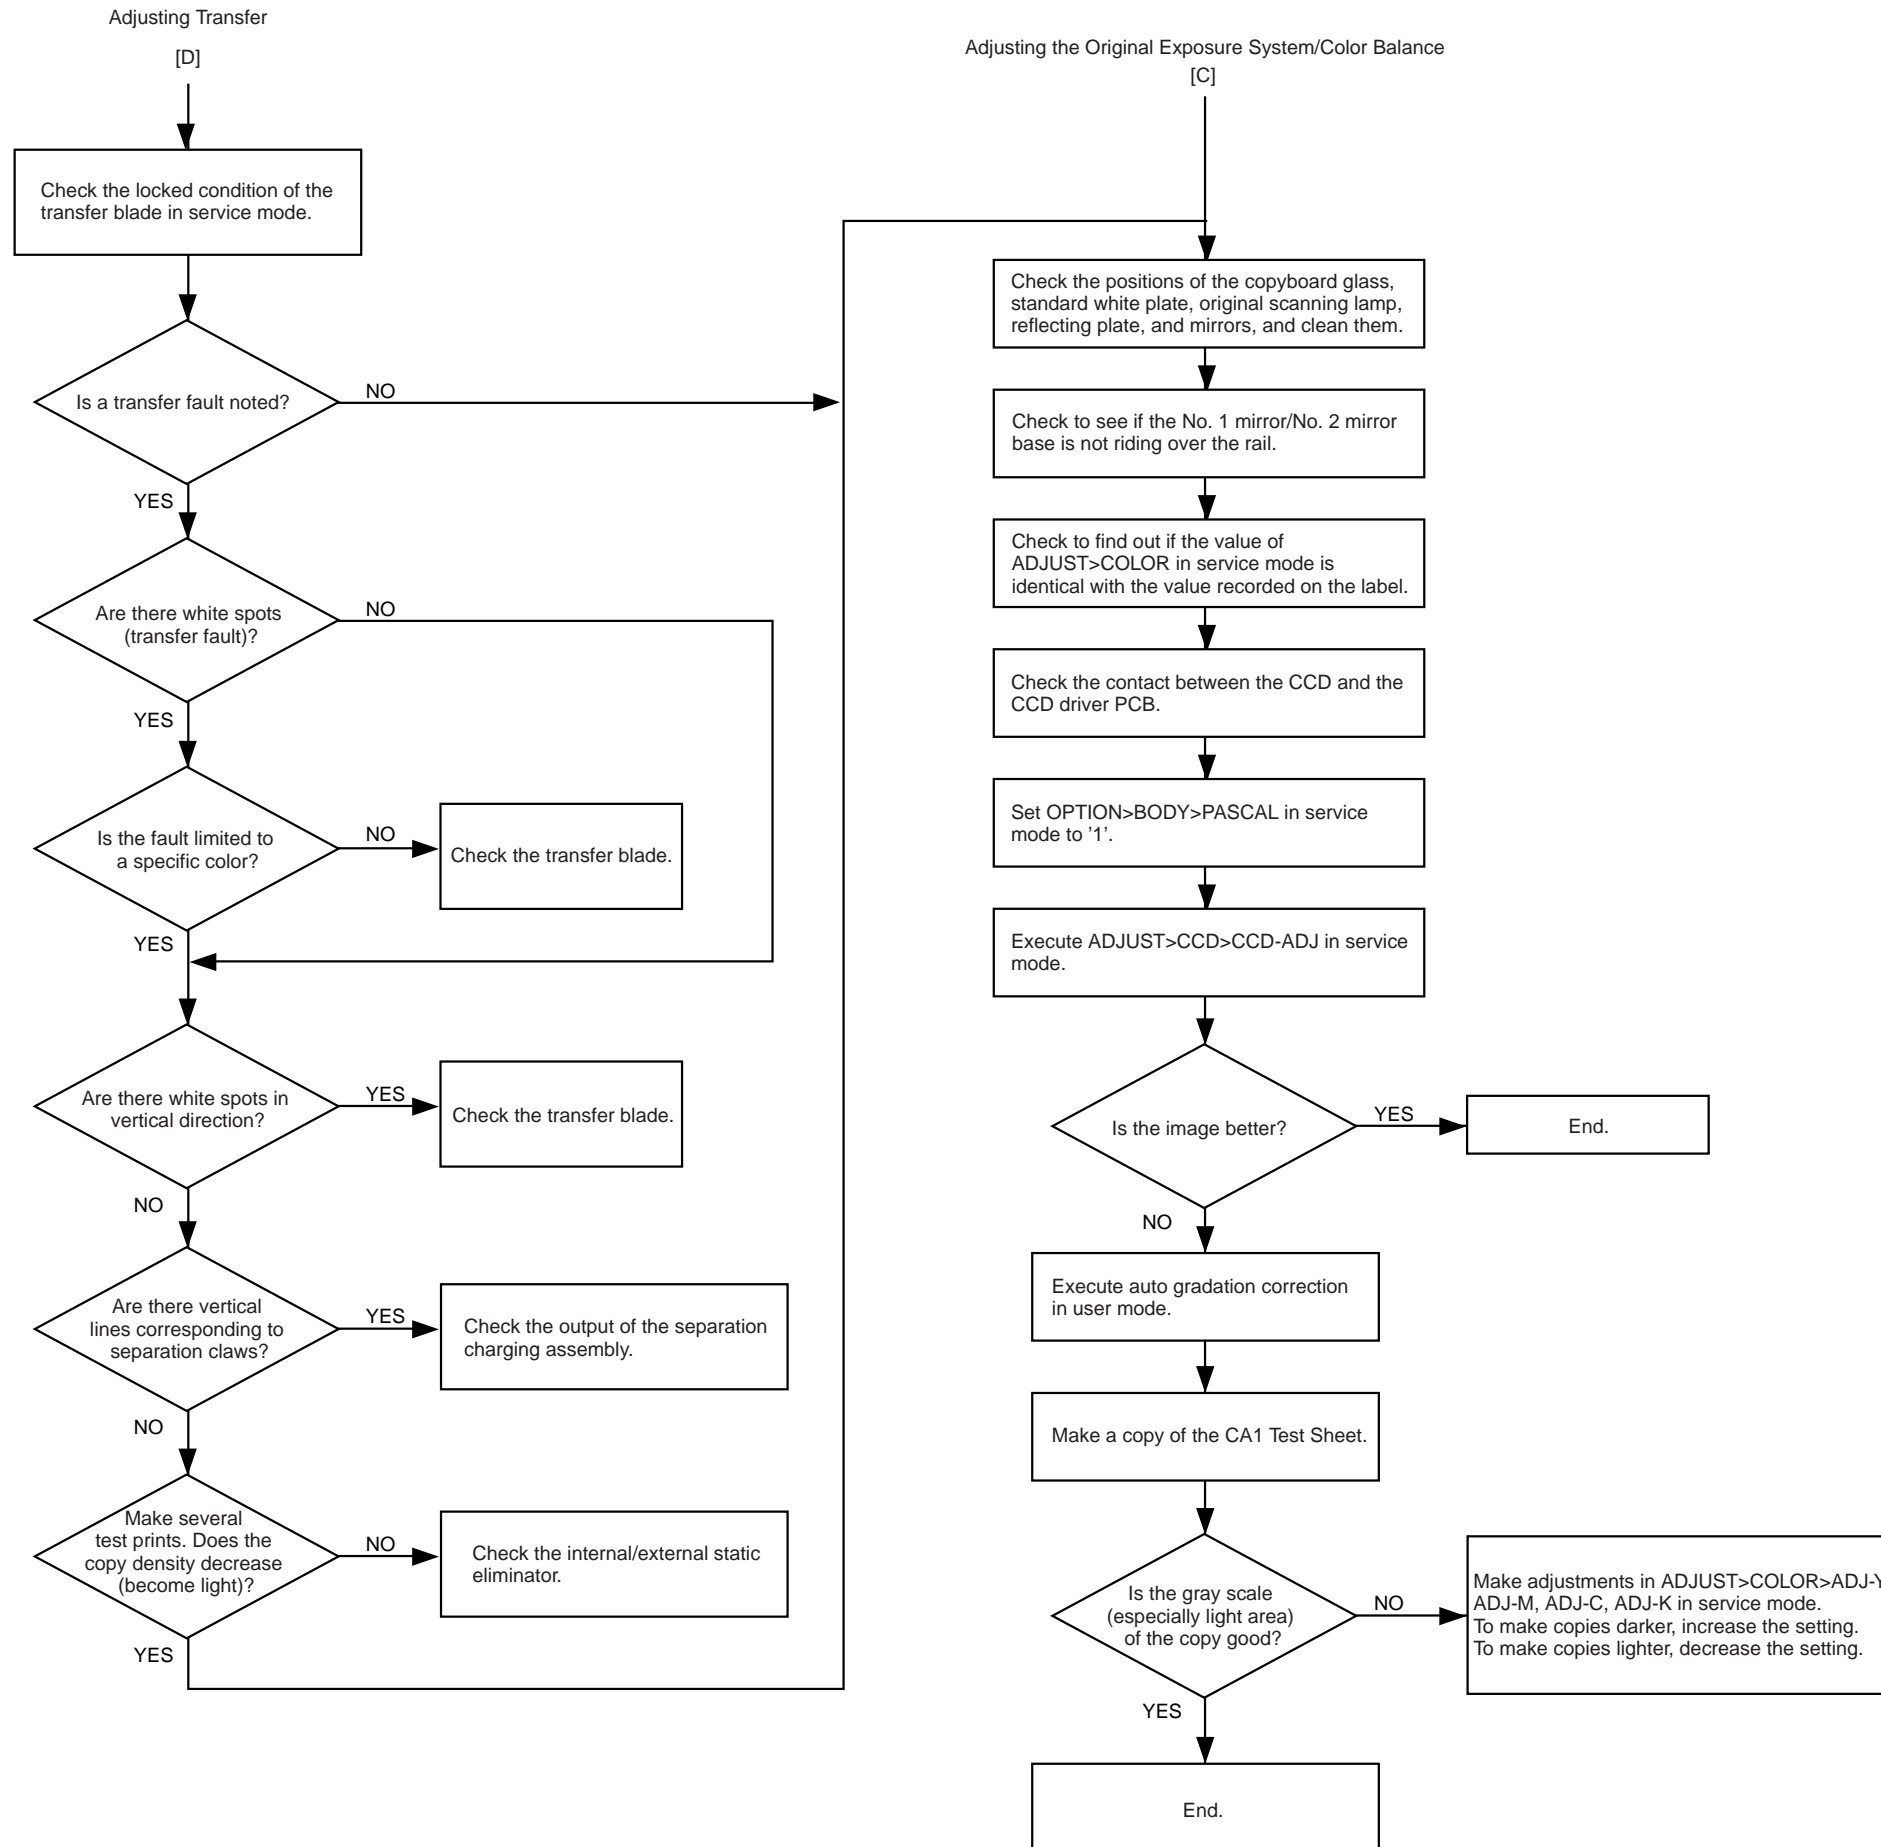 Adjusting Transfer
[D]
Check the locked condition of the
transfer blade in service mode.
Is a transfer fault noted?
NO
YES
Are there white spots
(transfer fault)?
NO
YES
Is the fault limited to
a specific color?
NO
Check the transfer blade.
YES
Are there white spots in
vertical direction?
YES
Check the transfer blade.
NO
Are there vertical
lines corresponding to
separation claws?
YES
Check the output of the separation
charging assembly.
NO
Make several
test prints. Does the
copy density decrease
(become light)?
NO
Check the internal/external static
eliminator.
YES
Adjusting the Original Exposure System/Color Balance
[C]
Check the positions of the copyboard glass,
standard white plate, original scanning lamp,
reflecting plate, and mirrors, and clean them.
Check to see if the No. 1 mirror/No. 2 mirror
base is not riding over the rail.
Check to find out if the value of
ADJUST>COLOR in service mode is
identical with the value recorded on the label.
Check the contact between the CCD and the
CCD driver PCB.
Set OPTION>BODY>PASCAL in service
mode to '1'.
Execute ADJUST>CCD>CCD-ADJ in service
mode.
Is the image better?
YES
End.
NO
Execute auto gradation correction
in user mode.
Make a copy of the CA1 Test Sheet.
Is the gray scale
(especially light area)
of the copy good?
NO
Make adjustments in ADJUST>COLOR>ADJ-Y
ADJ-M, ADJ-C, ADJ-K in service mode.
To make copies darker, increase the setting.
To make copies lighter, decrease the setting.
YES
End.